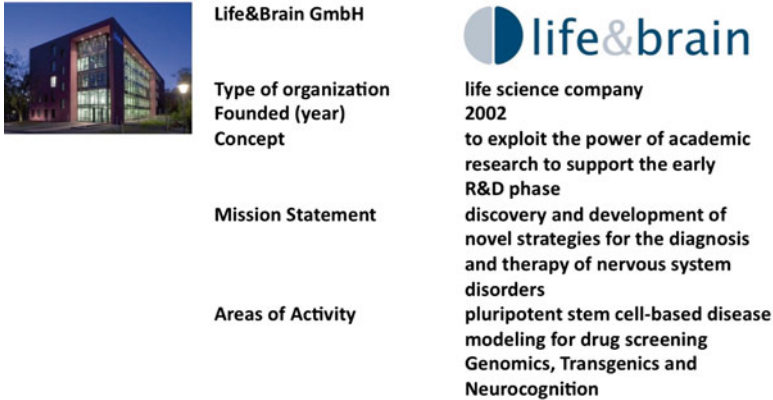 Life&Brain GmbH
life&brain
Type of organization life science company
Founded (year) 2002
Concept to exploit the power of academic
research to support the early
R&D phase
Mission Statement discovery and development of
novel strategies for the diagnosis
and therapy of nervous system
disorders
Areas of Activity pluripotent stem cell-based disease
modeling for drug screening
Genomics, Transgenics and
Neurocognition